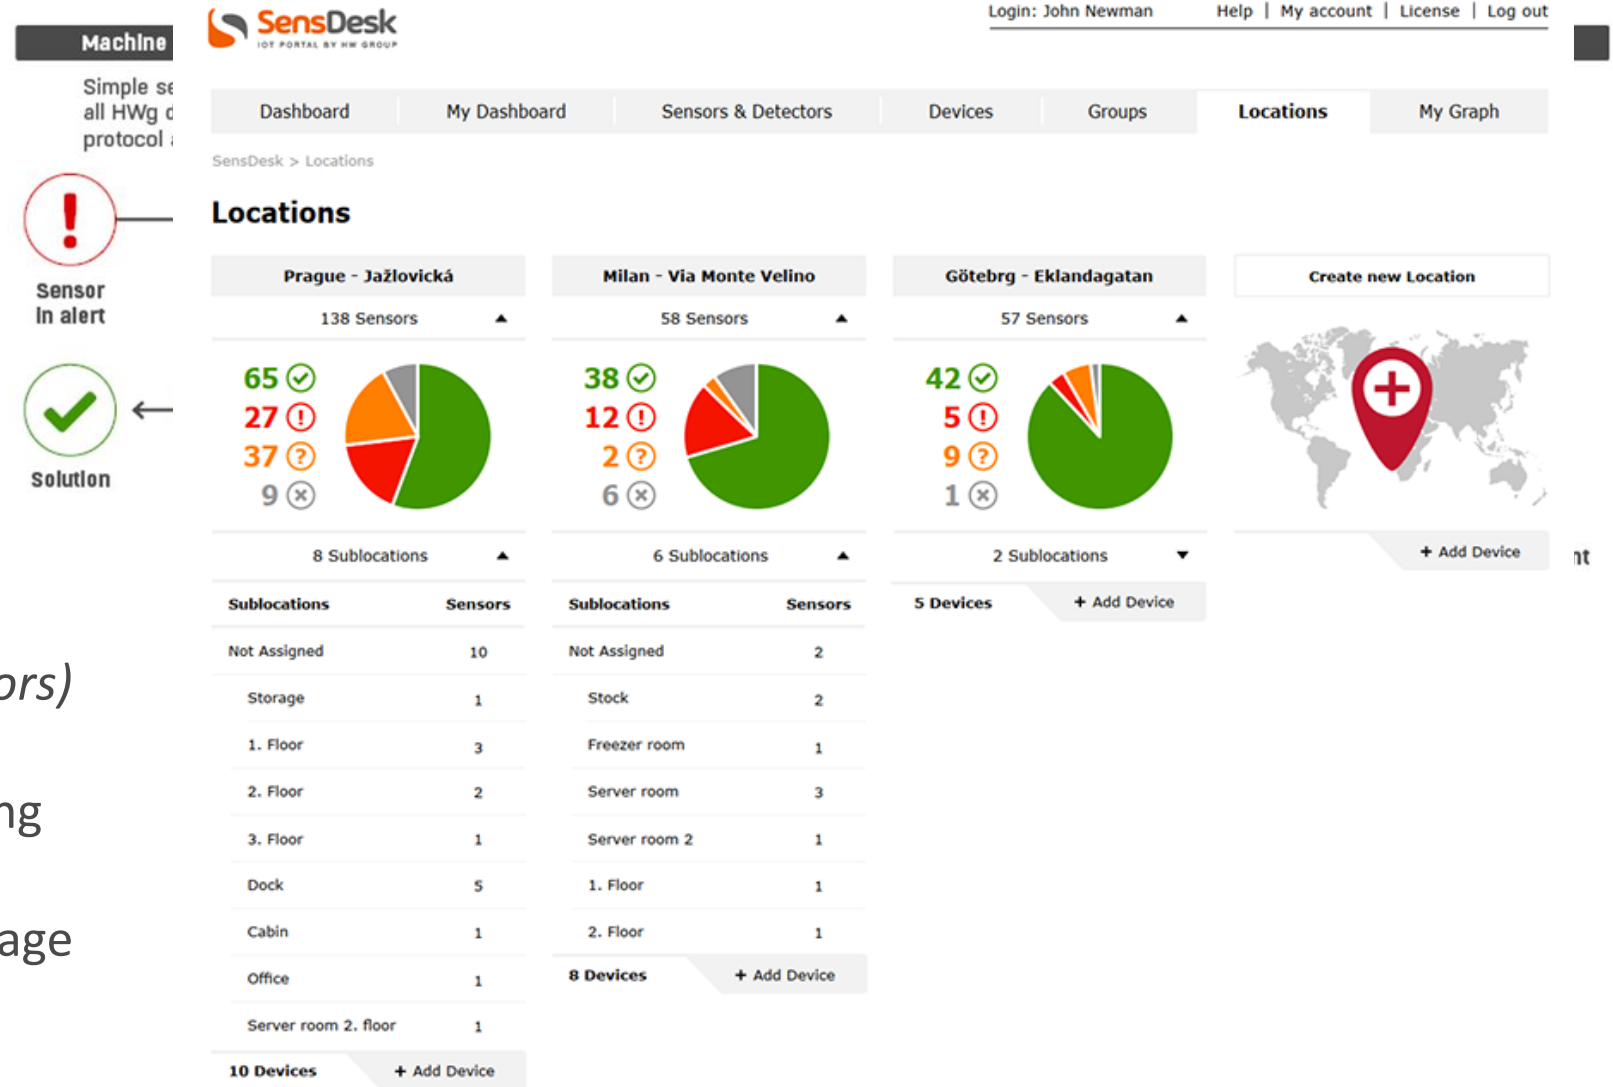 SensDesk
IOT PORTAL BY HW GROUP
Login: John Newman
Help | My account | License | Log out
Machine
Simple se
all HWg d
protocol a
Sensor
in alert
Solution
Dashboard My Dashboard Sensors & Detectors Devices Groups Locations My Graph
SensDesk > Locations
Locations
Prague - Jažlovická
138 Sensors
65
27
37 ?
9
8 Sublocations
Sublocations Sensors
Not Assigned 10
Storage 1
1. Floor 3
2. Floor 2
3. Floor 1
Dock 5
Cabin 1
Office 1
Server room 2. floor 1
10 Devices + Add Device
Milan - Via Monte Velino
58 Sensors
38
12
2 ?
6
6 Sublocations
Sublocations Sensors
Not Assigned 2
Stock 2
Freezer room 1
Server room 3
Server room 2 1
1. Floor 1
2. Floor 1
8 Devices + Add Device
Götebrg - Eklandagatan
57 Sensors
42
5
9 ?
1
2 Sublocations
5 Devices + Add Device
Create new Location
+ Add Device
nt
ors)
ng
age